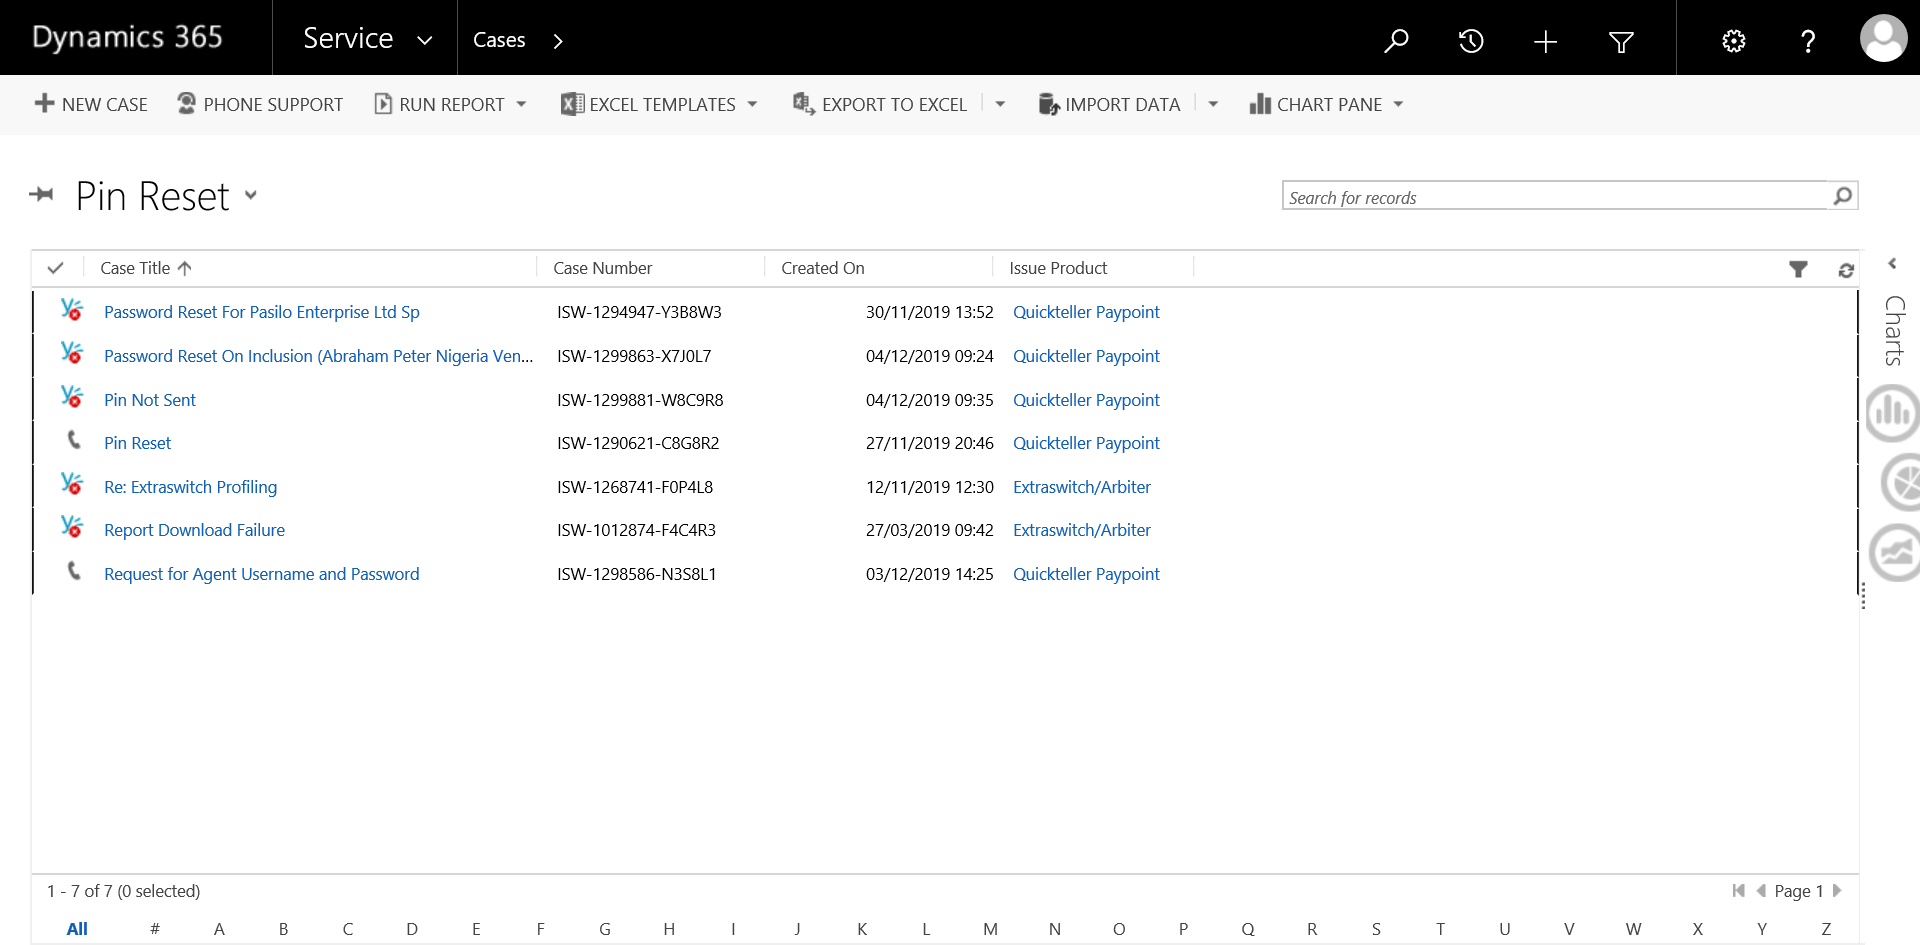 Dynamics 365 Service Cases
NEW CASE PHONE SUPPORT RUN REPORT EXCEL TEMPLATES EXPORT TO EXCEL IMPORT DATA CHART PANE
Pin Reset
Search for records
Case Title Case Number Created On Issue Product
Password Reset For Pasilo Enterprise Ltd Sp ISW-1294947-Y3B8W3 30/11/2019 13:52 Quickteller Paypoint
Password Reset On Inclusion (Abraham Peter Nigeria Ven... ISW-1299863-X7J0L7 04/12/2019 09:24 Quickteller Paypoint
Pin Not Sent ISW-1299881-W8C9R8 04/12/2019 09:35 Quickteller Paypoint
Pin Reset ISW-1290621-C8G8R2 27/11/2019 20:46 Quickteller Paypoint
Re: Extraswitch Profiling ISW-1268741-F0P4L8 12/11/2019 12:30 Extraswitch/Arbiter
Report Download Failure ISW-1012874-F4C4R3 27/03/2019 09:42 Extraswitch/Arbiter
Request for Agent Username and Password ISW-1298586-N3S8L1 03/12/2019 14:25 Quickteller Paypoint
Charts
1 - 7 of 7 (0 selected) Page 1
All # A B C D E F G H I J K L M N O P Q R S T U V W X Y Z